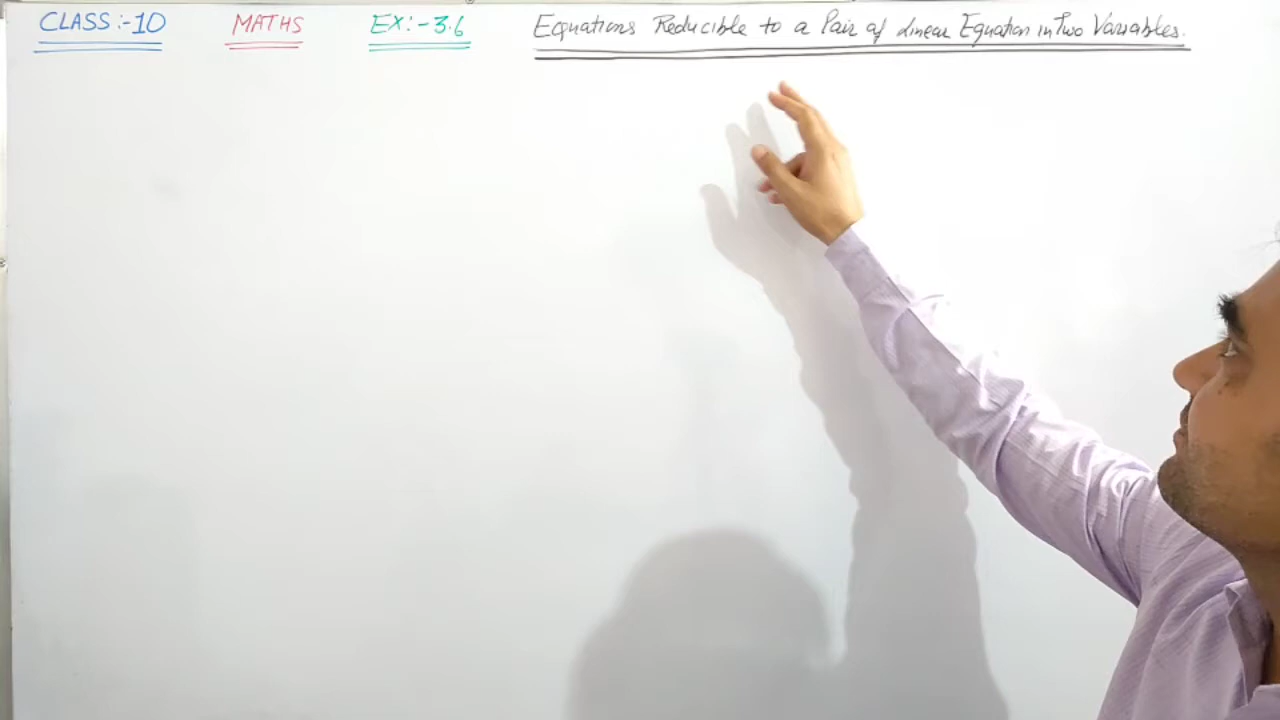 CLASS:-10 MATHS EX:-3.6 Equations Reducible to a Pair of Linear Equation in Two Variables.